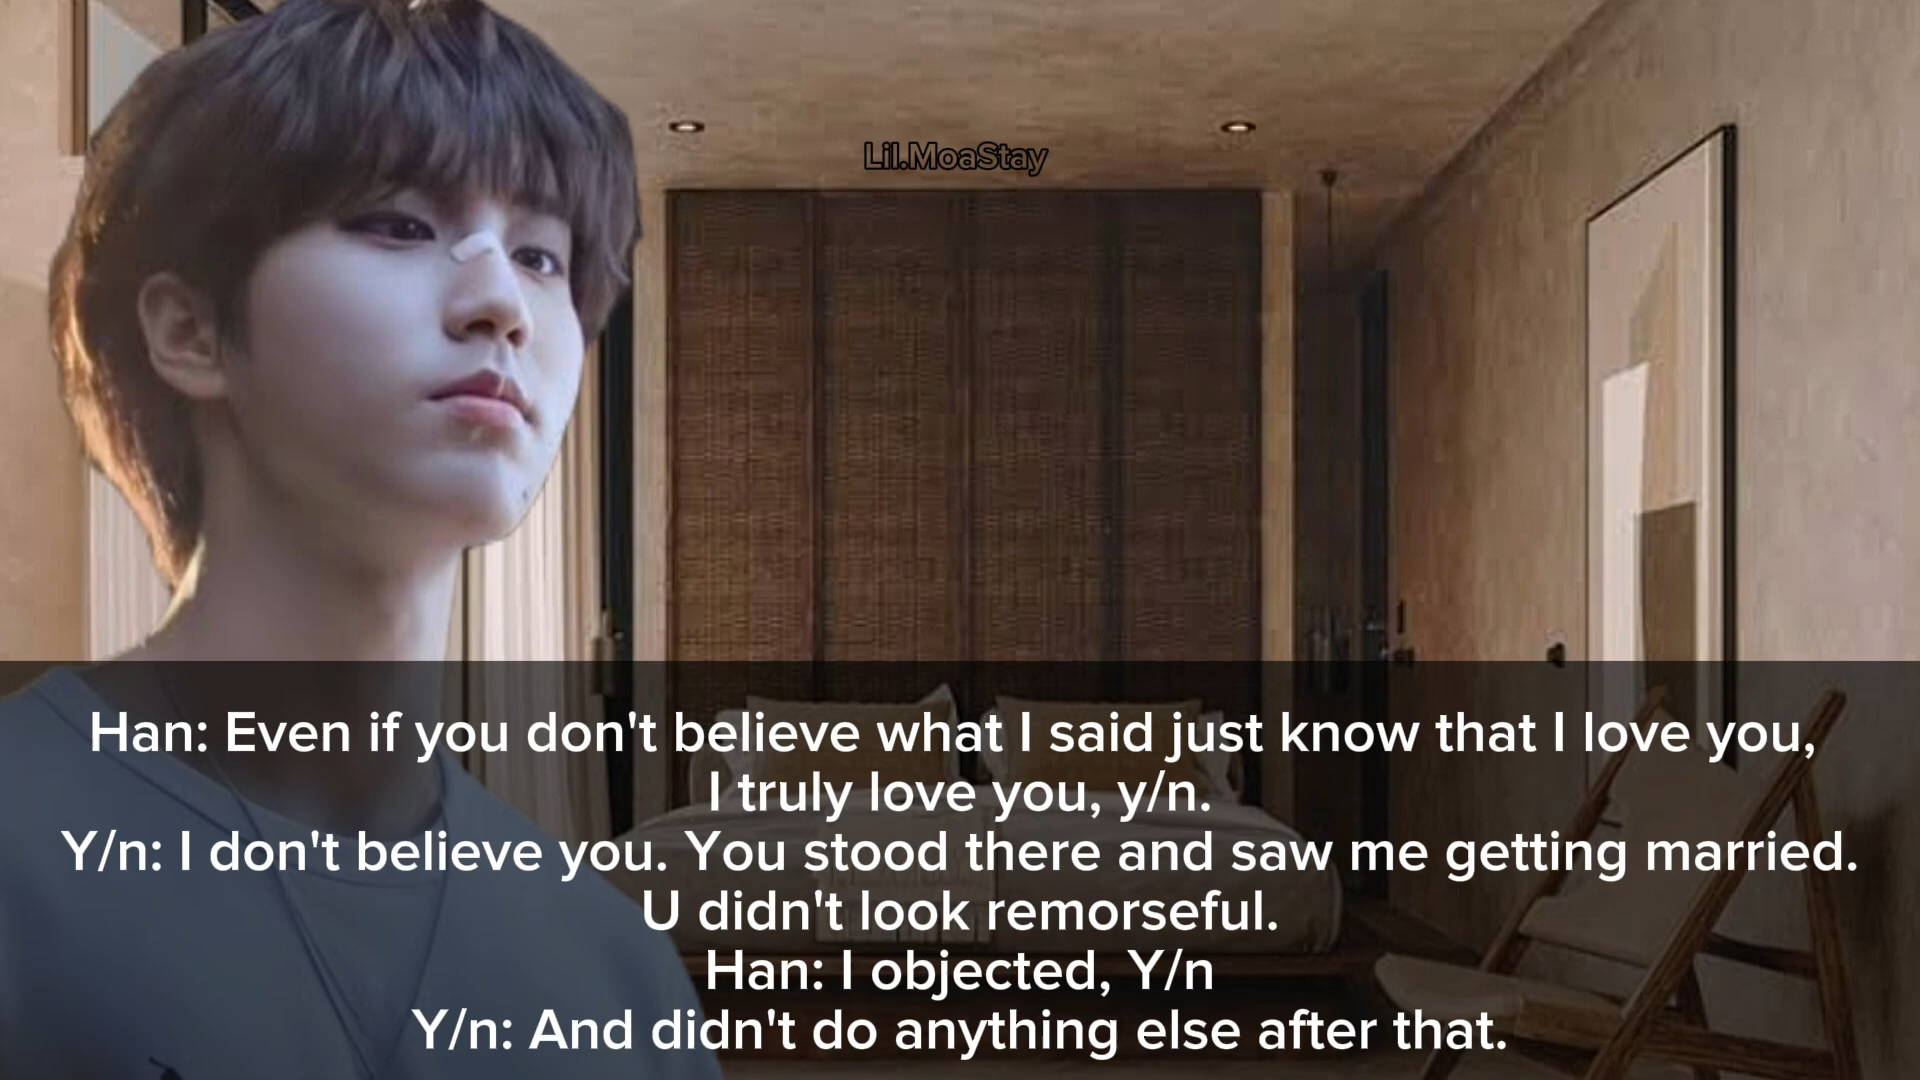 Lil.MoaStay
Han: Even if you don't believe what I said just know that I love you,
I truly love you, y/n.
Y/n: I don't believe you. You stood there and saw me getting married.
U didn't look remorseful.
Han: I objected, Y/n
Y/n: And didn't do anything else after that.